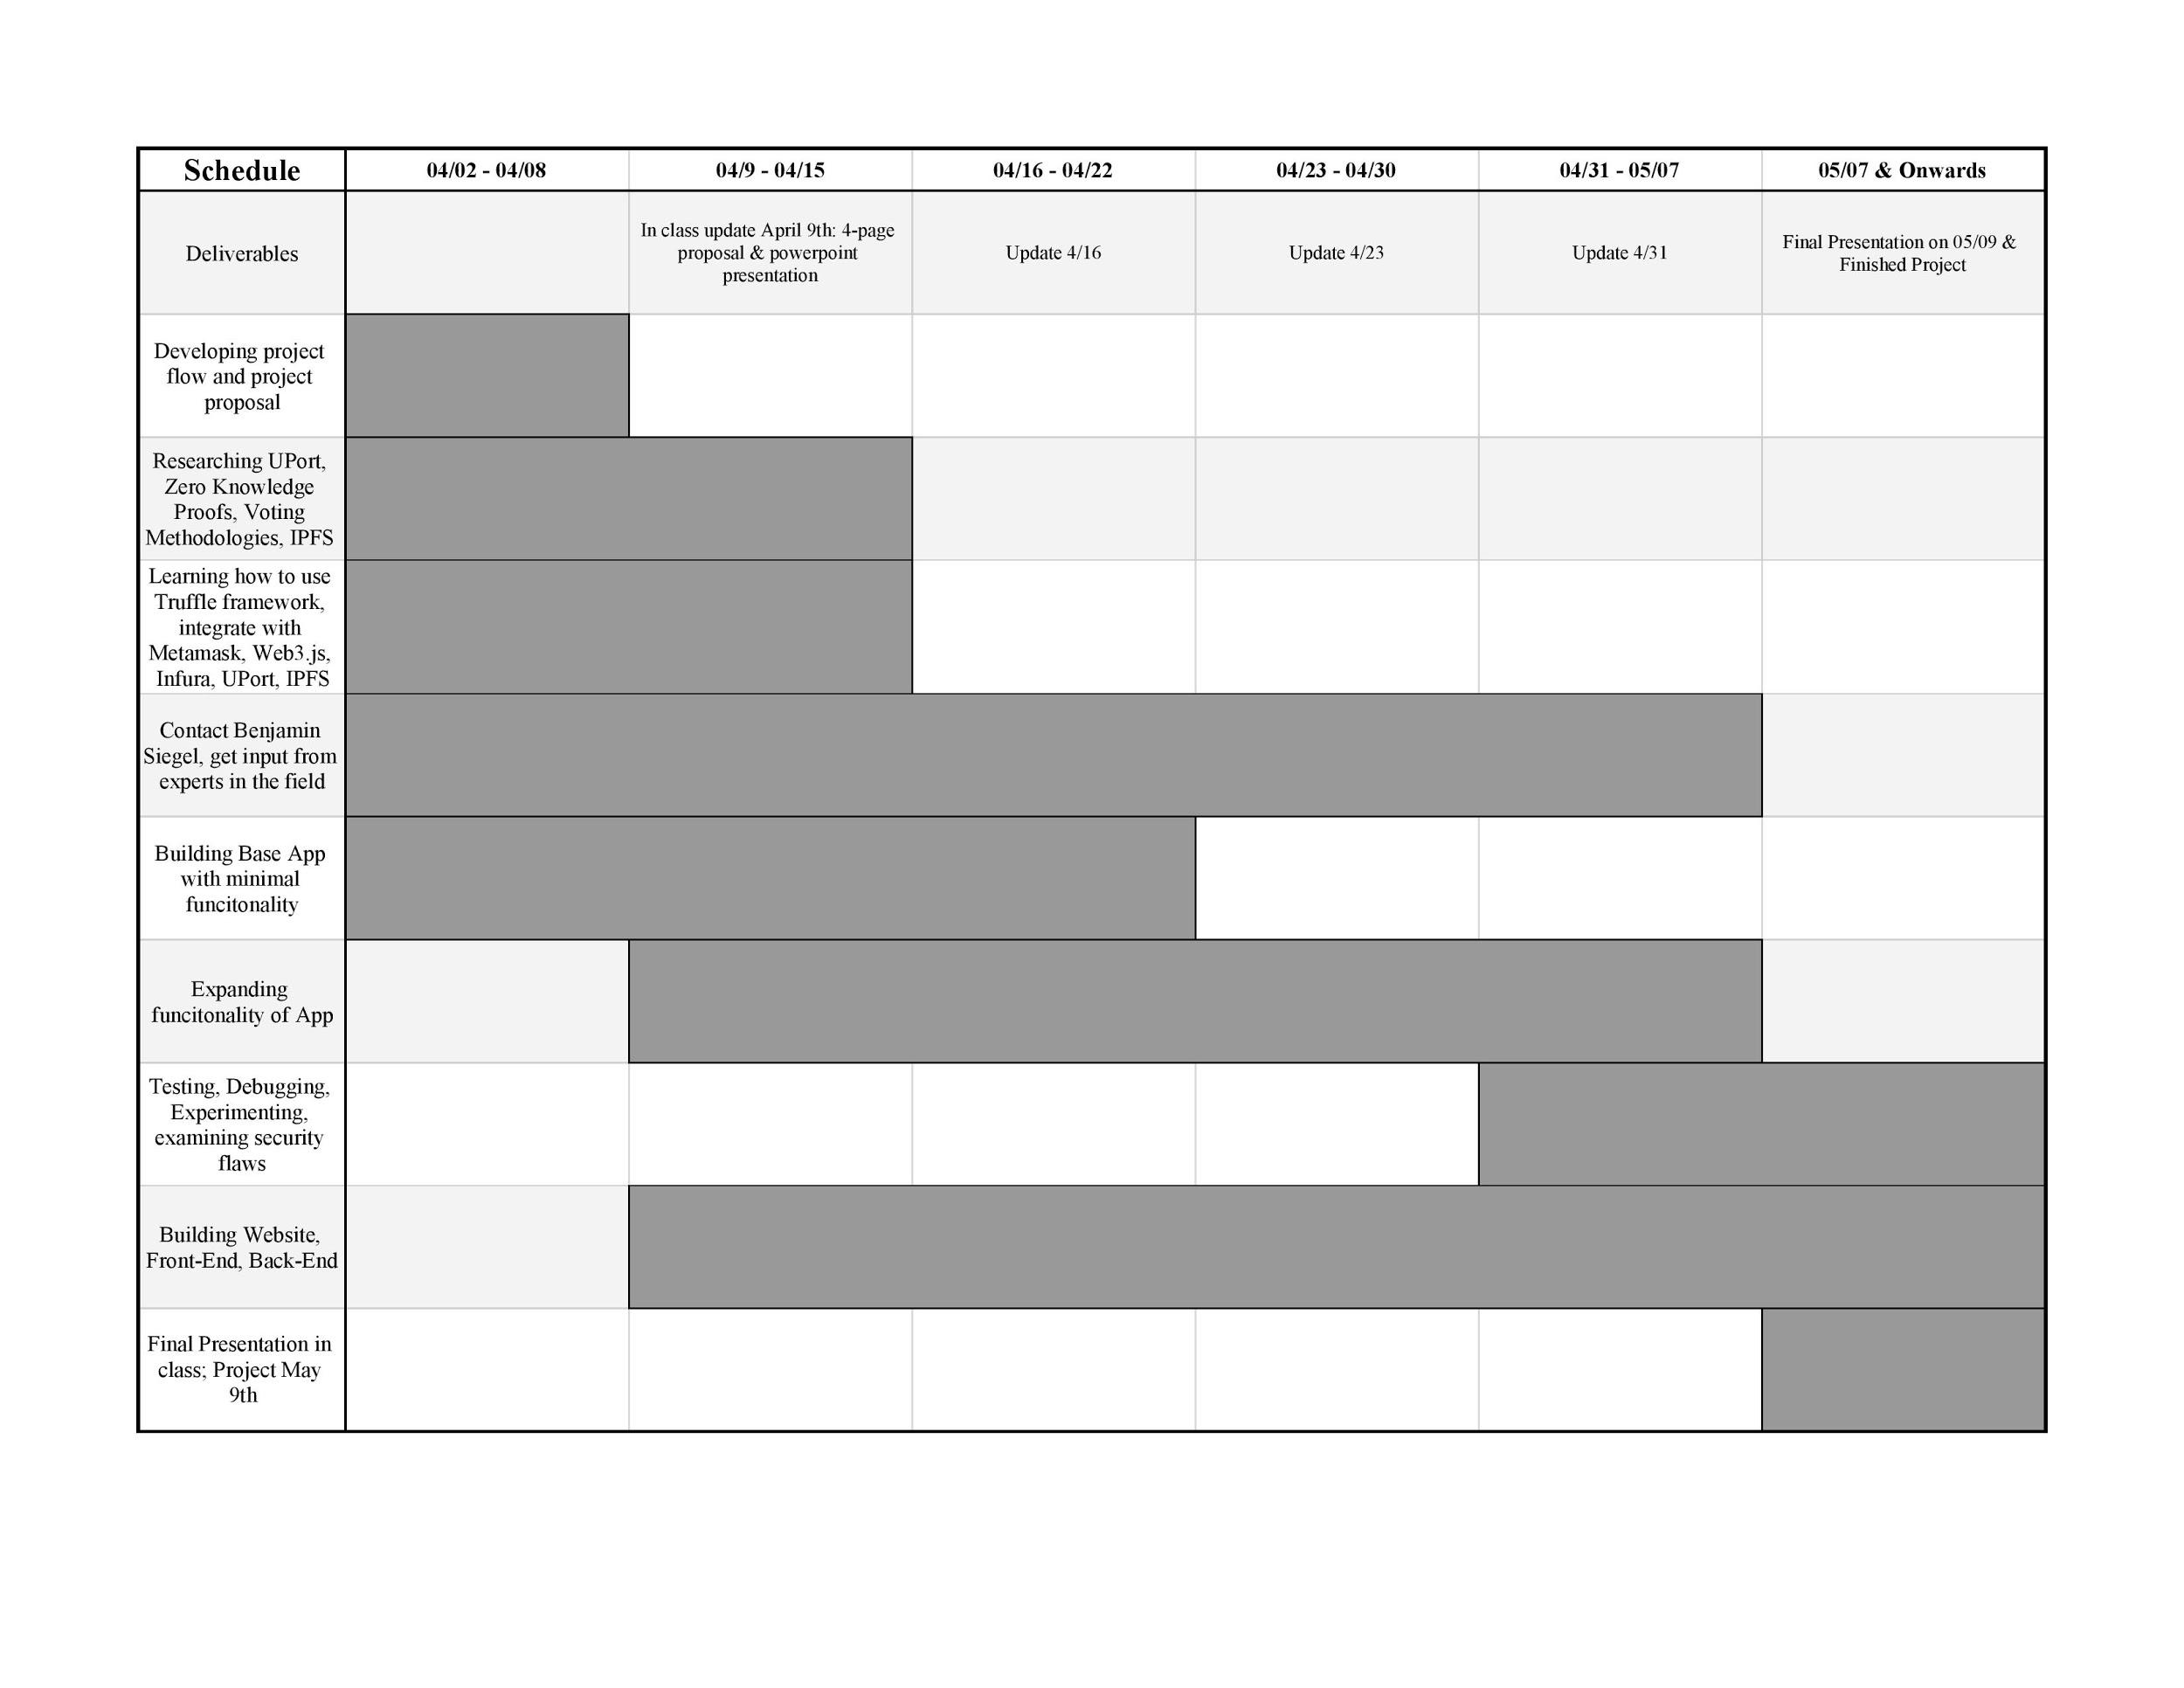 Schedule
04/02 - 04/08
04/9 - 04/15
04/16 - 04/22
04/23 - 04/30
04/31 - 05/07
05/07 & Onwards
Deliverables
In class update April 9th: 4-page
proposal & powerpoint
presentation
Update 4/16
Update 4/23
Update 4/31
Final Presentation on 05/09 &
Finished Project
Developing project
flow and project
proposal
Researching UPort,
Zero Knowledge
Proofs, Voting
Methodologies, IPFS
Learning how to use
Truffle framework,
integrate with
Metamask, Web3.js,
Infura, UPort, IPFS
Contact Benjamin
Siegel, get input from
experts in the field
Building Base App
with minimal
funcitonality
Expanding
funcitonality of App
Testing, Debugging,
Experimenting,
examining security
flaws
Building Website,
Front-End, Back-End
Final Presentation in
class; Project May
9th